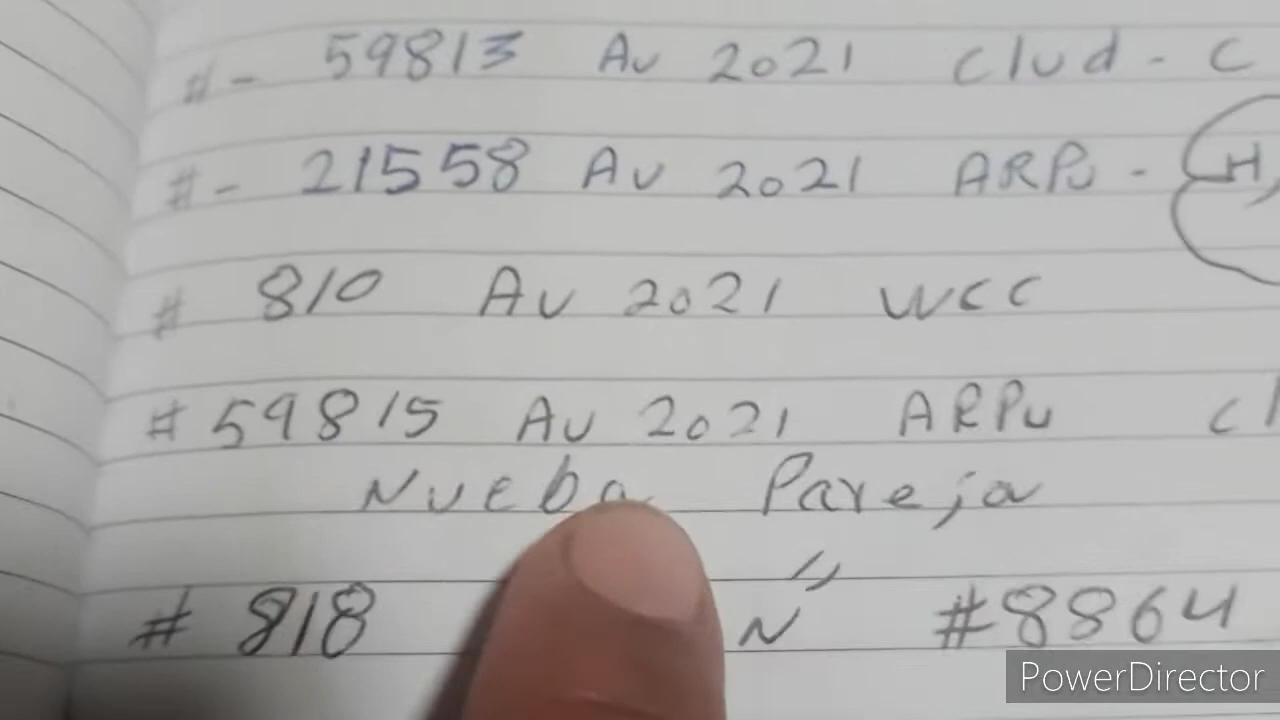 #- 59813 Av 2021 Clud - C
#- 21558 Av 2021 ARPu - H
# 810 Av 2021 WCC
#59815 Av 2021 ARPu cl
Nueba Pareja
"
# 818 N #8864
PowerDirector